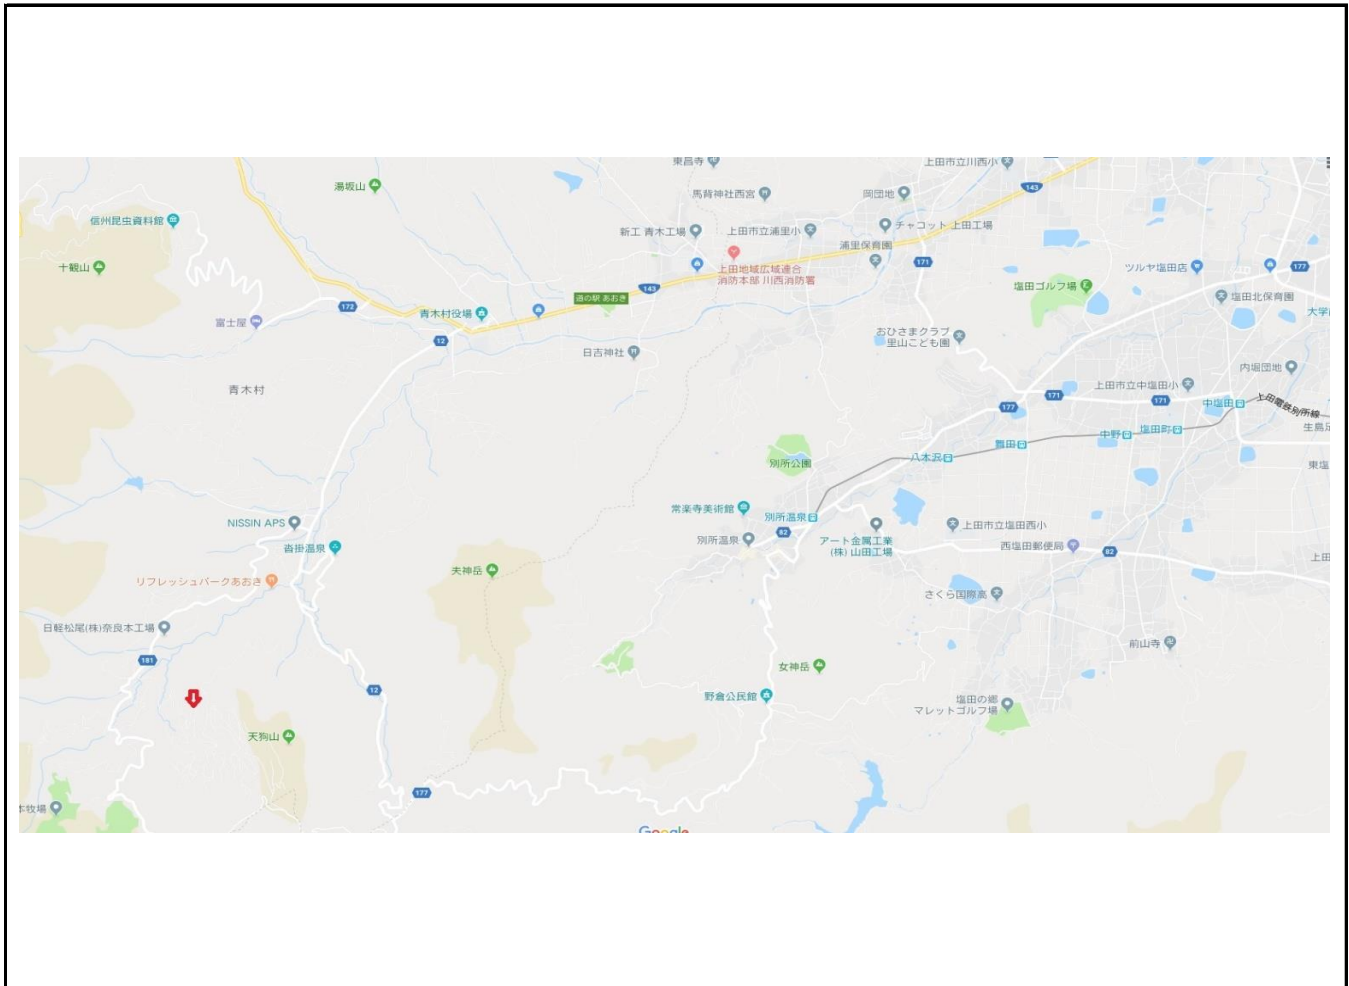 東昌寺
上田市立川西小
143
湯坂山
馬背神社西宮
岡団地
信州昆虫資料館
新工 青木工場
上田市立浦里小
チャコット 上田工場
浦里保育園
171
十観山
上田地域広域連合
消防本部 川西消防署
ツルヤ塩田店
177
143
塩田ゴルフ場
道の駅 あおき
塩田北保育園
172
青木村役場
富士屋
大学
12
おひさまクラブ
里山こども園
日吉神社
内堀団地
青木村
上田市立中塩田小
171
171
177
中塩田
上田電鉄別所線
中野
塩田町
生島足
舞田
八木沢
別所公園
東塩
常楽寺美術館
別所温泉
NISSIN APS
上田市立塩田西小
82
別所温泉
アート金属工業
(株) 山田工場
西塩田郵便局
82
沓掛温泉
上田
夫神岳
リフレッシュパークあおき
さくら国際高
日軽松尾(株)奈良本工場
前山寺
181
女神岳
12
野倉公民館
塩田の郷
マレットゴルフ場
天狗山
177
本牧場
Google